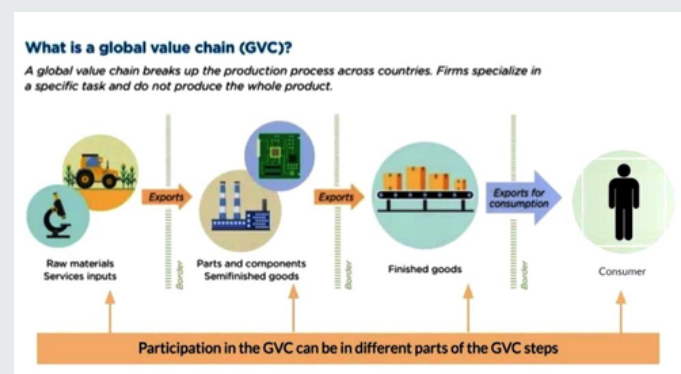 What is a global value chain (GVC)?
A global value chain breaks up the production process across countries. Firms specialize in
a specific task and do not produce the whole product.
Exports
Exports
Exports for
consumption
Raw materials
Services inputs
Border
Parts and components
Semifinished goods
Border
Finished goods
Border
Consumer
Participation in the GVC can be in different parts of the GVC steps